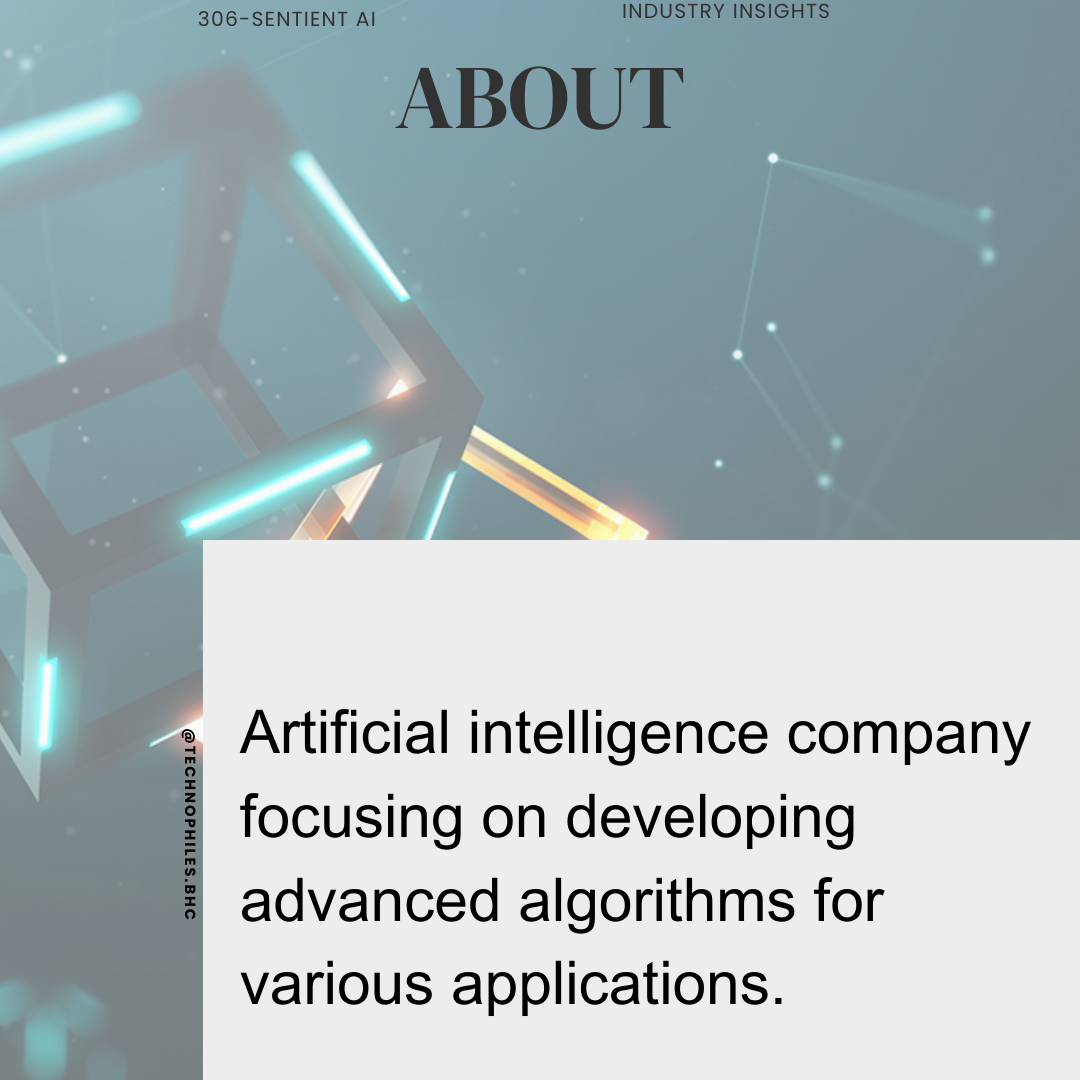 306-SENTIENT AI
INDUSTRY INSIGHTS
ABOUT
@TECHNOPHILES.BHC
Artificial intelligence company
focusing on developing
advanced algorithms for
various applications.